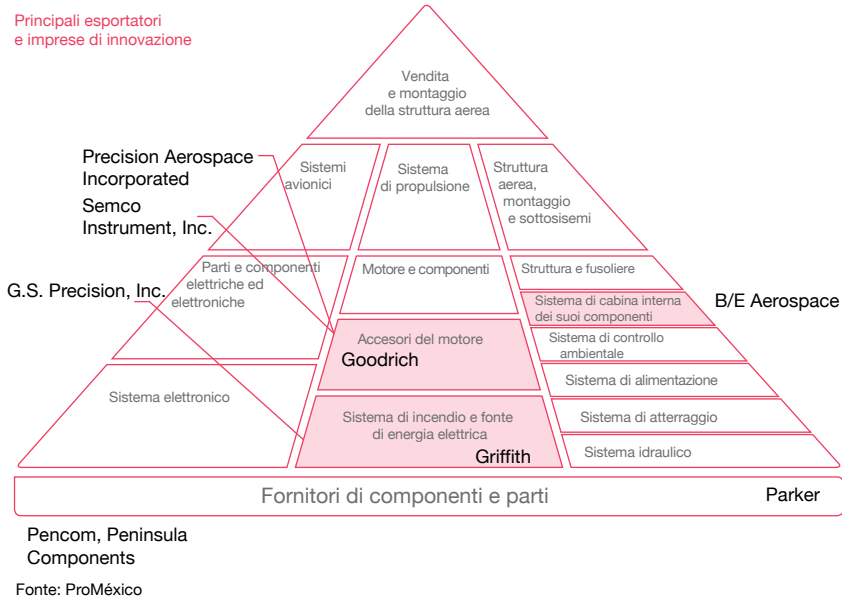 Principali esportatori
e imprese di innovazione
Vendita
e montaggio
della struttura aerea
Precision Aerospace
Incorporated
Semco
Instrument, Inc.
G.S. Precision, Inc.
Sistemi
avionici
Sistema
di propulsione
Struttura
aerea,
montaggio
e sottosisemi
Parti e componenti
elettriche ed
elettroniche
Motore e componenti
Struttura e fusoliere
Sistema di cabina interna
dei suoi componenti
B/E Aerospace
Accesori del motore
Goodrich
Sistema di controllo
ambientale
Sistema elettronico
Sistema di alimentazione
Sistema di incendio e fonte
di energia elettrica
Griffith
Sistema di atterraggio
Sistema idraulico
Fornitori di componenti e parti
Parker
Pencom, Peninsula
Components
Fonte: ProMéxico